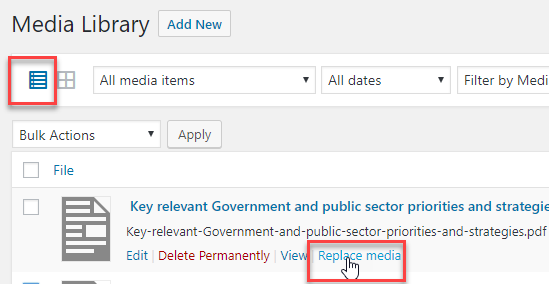 Media Library Add New
All media items All dates Filter by Medi
Bulk Actions Apply
File
Key relevant Government and public sector priorities and strategie
Key-relevant-Government-and-public-sector-priorities-and-strategies.pdf
Edit | Delete Permanently | View | Replace media